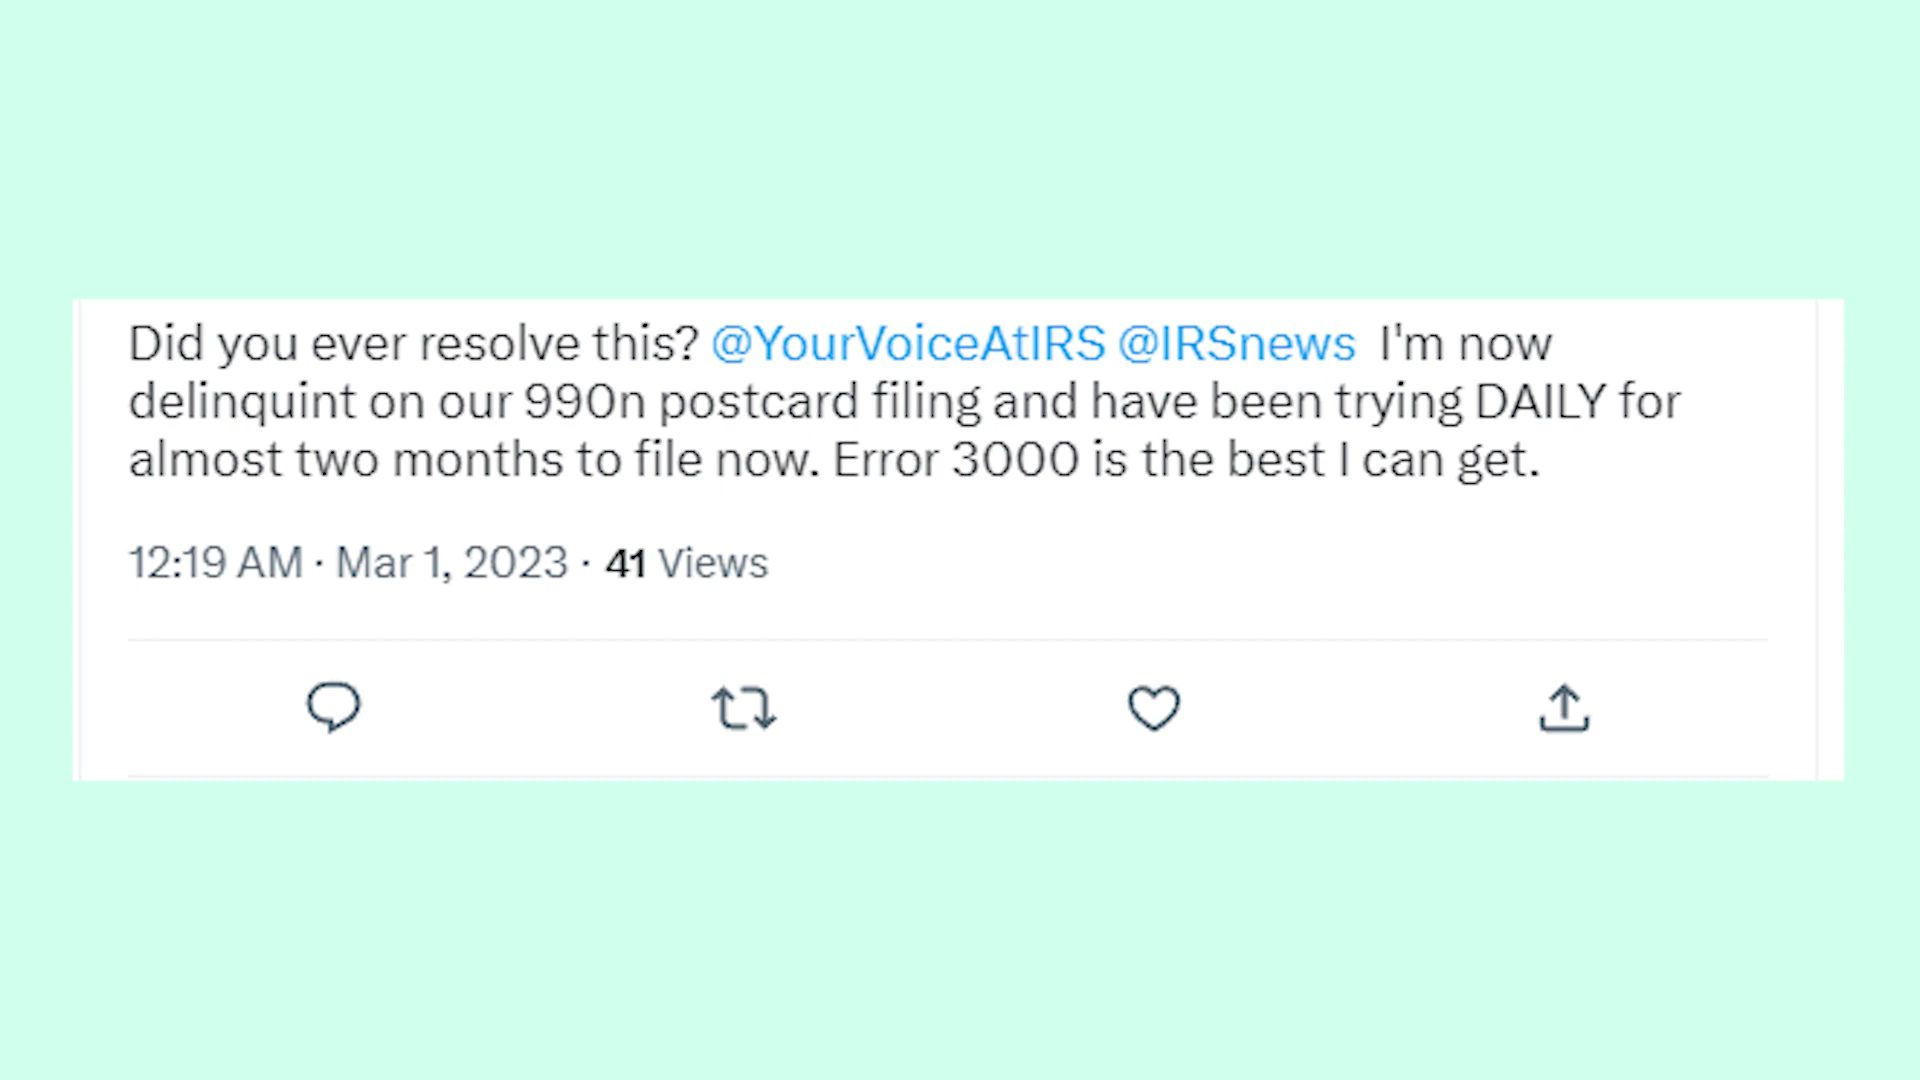 Did you ever resolve this? @YourVoiceAtIRS @IRSnews I'm now
delinquint on our 990n postcard filing and have been trying DAILY for
almost two months to file now. Error 3000 is the best I can get.
12:19 AM · Mar 1, 2023 · 41 Views